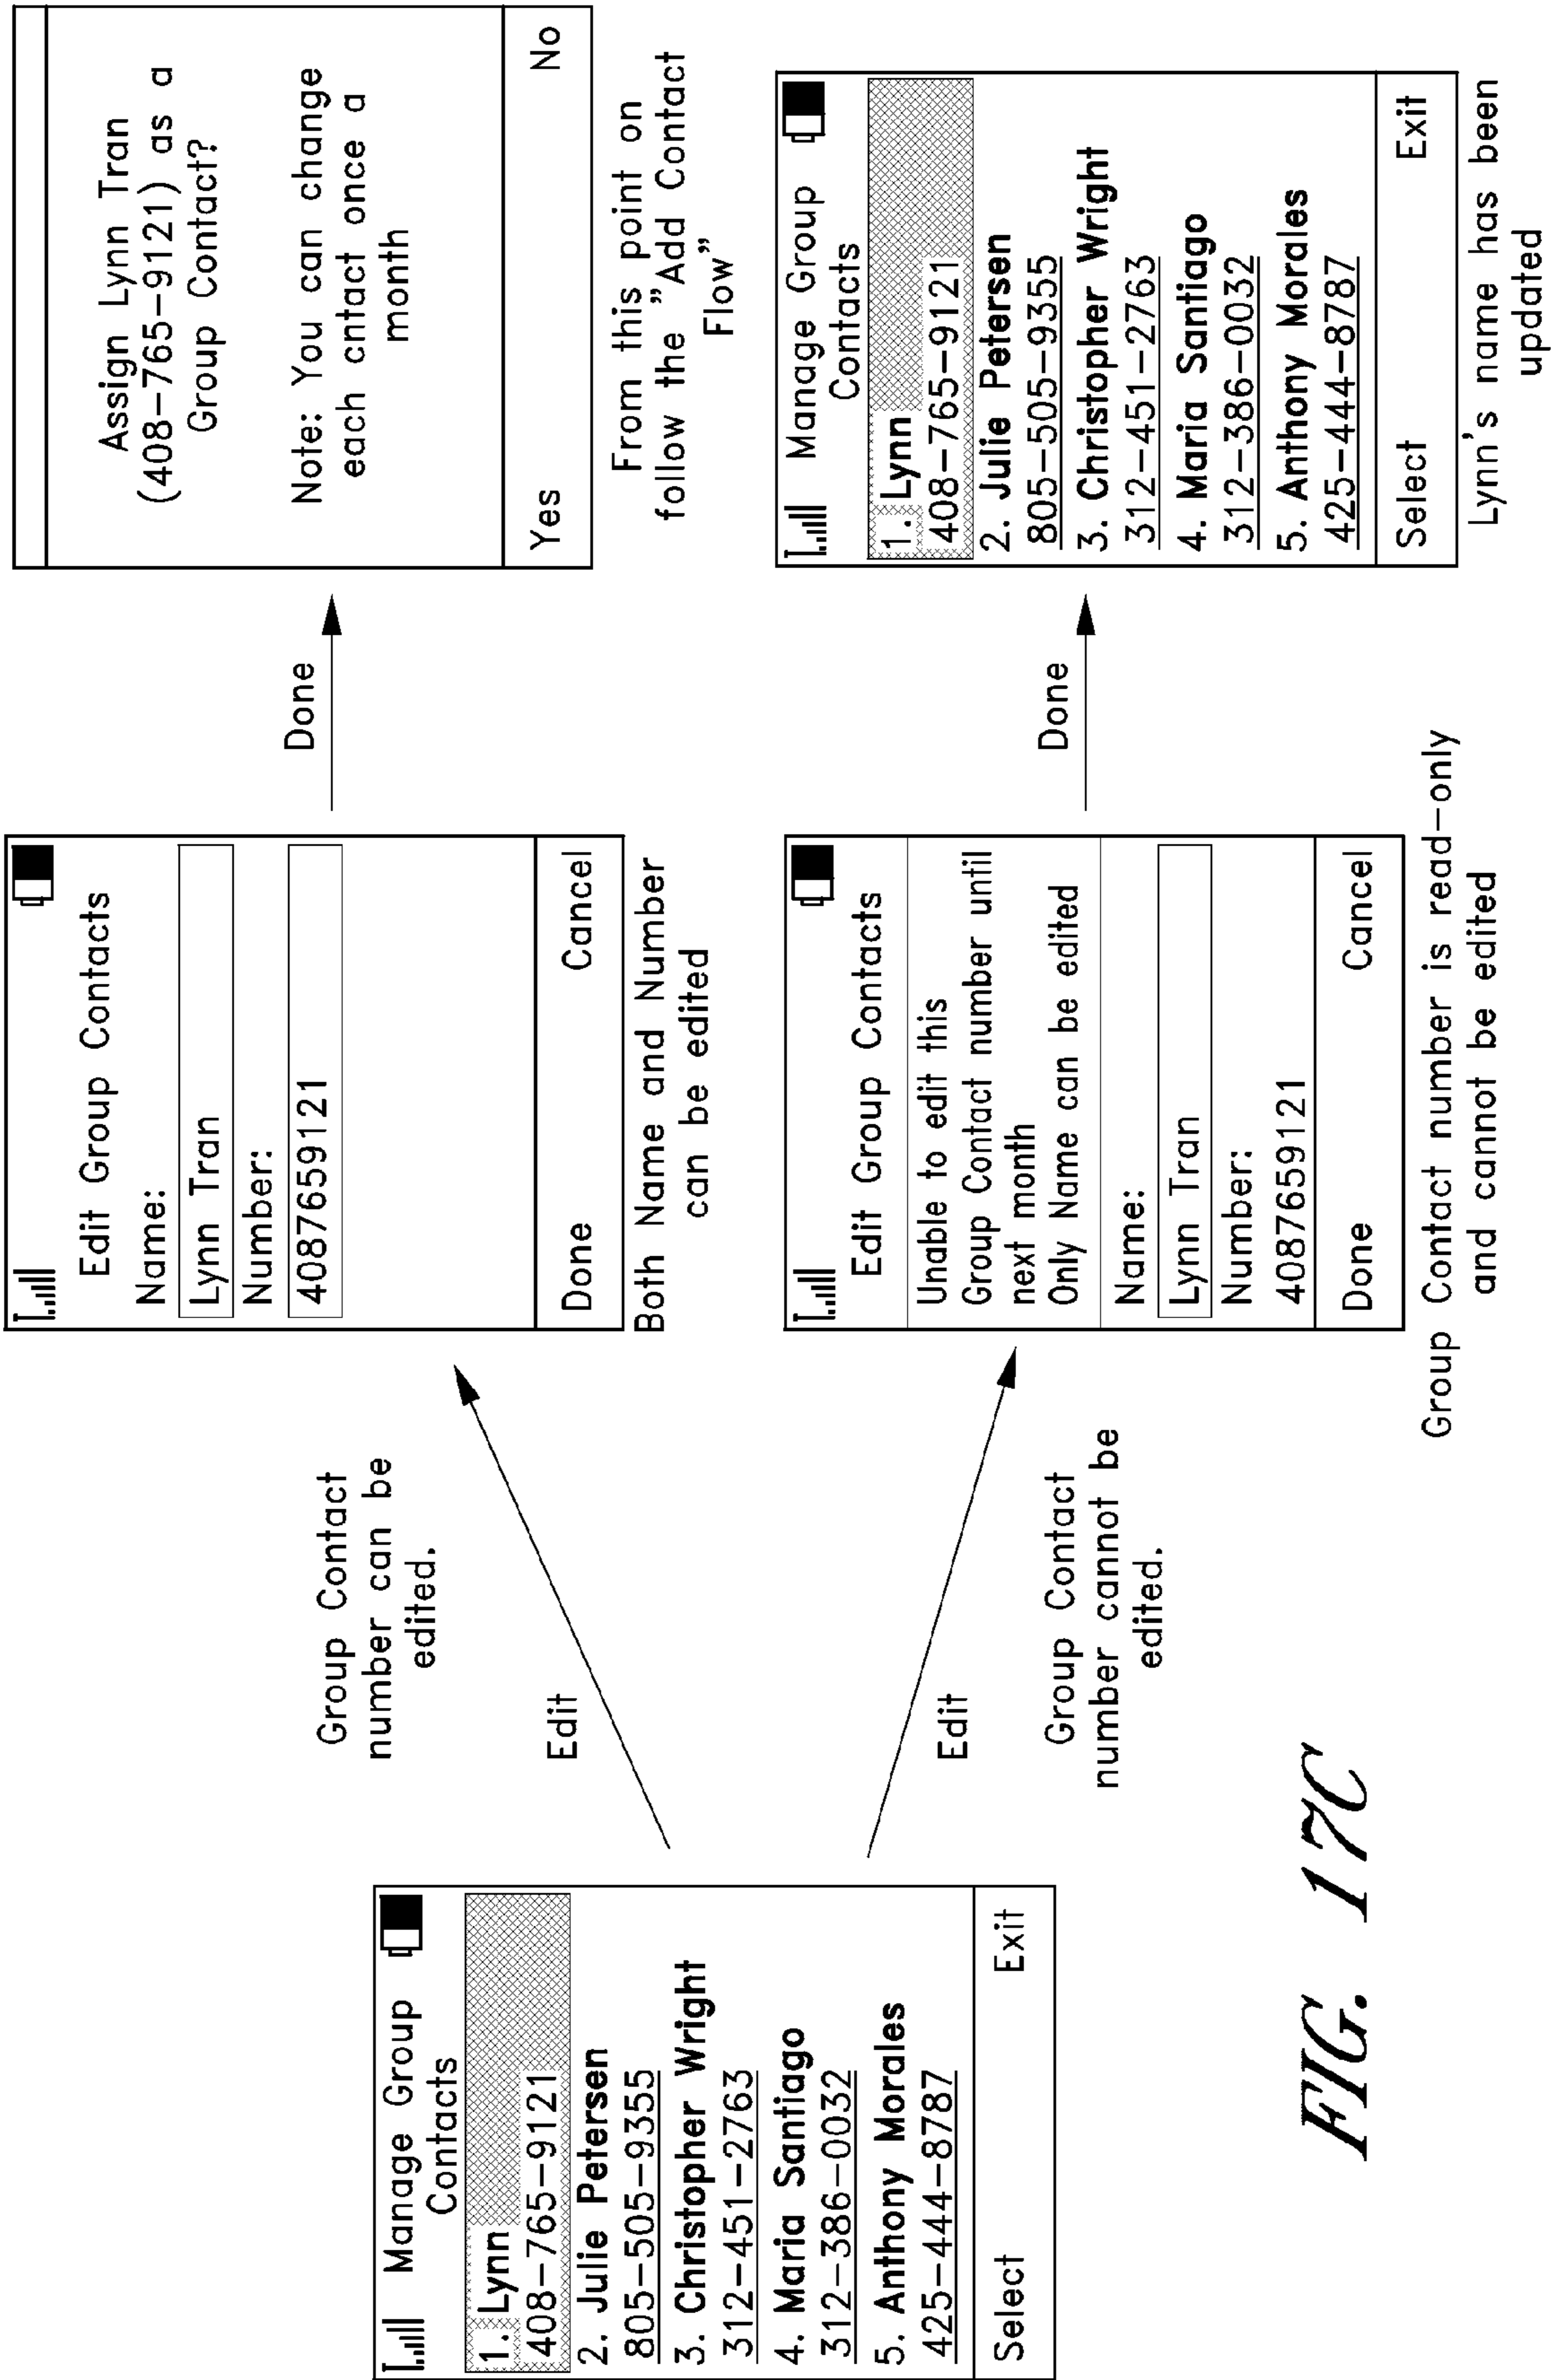 Manage Group
Contacts
1. Lynn
408-765-9121
2. Julie Petersen
805-505-9355
3. Christopher Wright
312-451-2763
4. Maria Santiago
312-386-0032
5. Anthony Morales
425-444-8787
Select Exit
Group Contact
number can be
edited.
Edit
Edit
Group Contact
number cannot be
edited.
Edit Group Contacts
Name:
Lynn Tran
Number:
4087659121
Done Cancel
Both Name and Number
can be edited
Done
Assign Lynn Tran
(408-765-9121) as a
Group Contact?
Note: You can change
each cntact once a
month
Yes No
From this point on
follow the "Add Contact
Flow"
Edit Group Contacts
Unable to edit this
Group Contact number until
next month
Only Name can be edited
Name:
Lynn Tran
Number:
4087659121
Done Cancel
Group Contact number is read-only
and cannot be edited
Done
Manage Group
Contacts
1. Lynn
408-765-9121
2. Julie Petersen
805-505-9355
3. Christopher Wright
312-451-2763
4. Maria Santiago
312-386-0032
5. Anthony Morales
425-444-8787
Select Exit
Lynn's name has been
updated
FIG. 17C